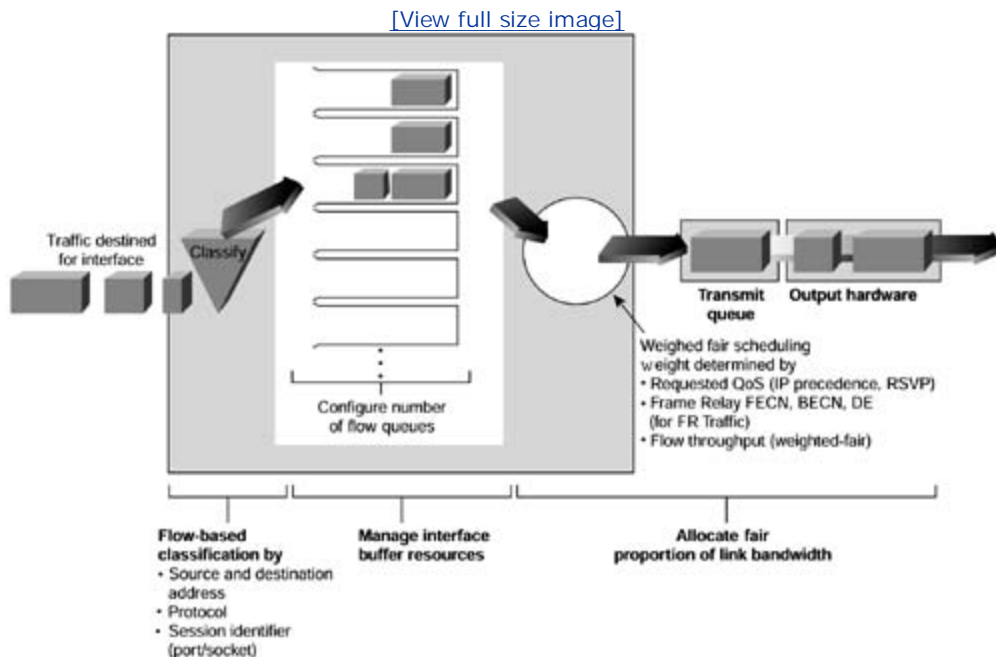 [View full size image]
Traffic destined
for interface
Classify
Configure number
of flow queues
Transmit
queue
Output hardware
Weighed fair scheduling
weight determined by
• Requested QoS (IP precedence, RSVP)
• Frame Relay FECN, BECN, DE
(for FR Traffic)
• Flow throughput (weighted-fair)
Flow-based
classification by
• Source and destination
address
• Protocol
• Session identifier
(port/socket)
Manage interface
buffer resources
Allocate fair
proportion of link bandwidth